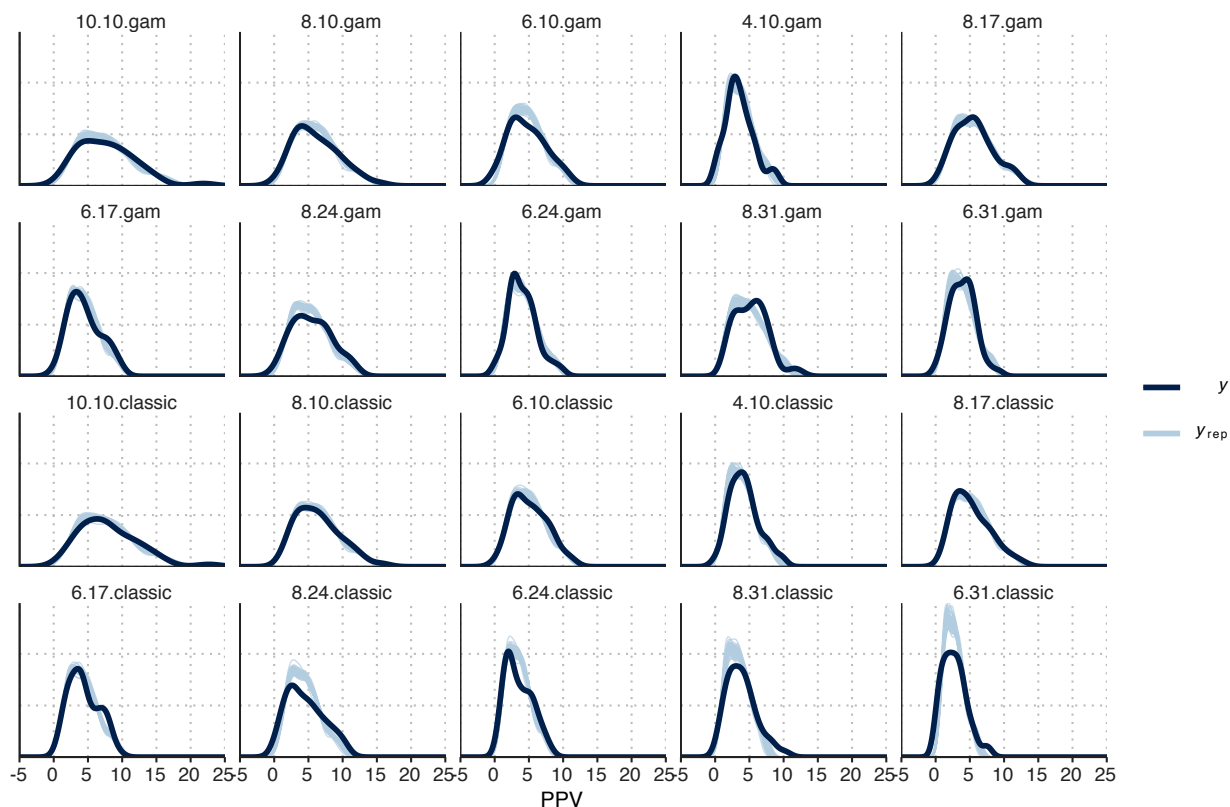 10.10.gam 8.10.gam 6.10.gam 4.10.gam 8.17.gam
6.17.gam 8.24.gam 6.24.gam 8.31.gam 6.31.gam
10.10.classic 8.10.classic 6.10.classic 4.10.classic 8.17.classic
y
yrep
6.17.classic 8.24.classic 6.24.classic 8.31.classic 6.31.classic
-5 0 5 10 15 20 25 -5 0 5 10 15 20 25 -5 0 5 10 15 20 25 -5 0 5 10 15 20 25 -5 0 5 10 15 20 25
PPV